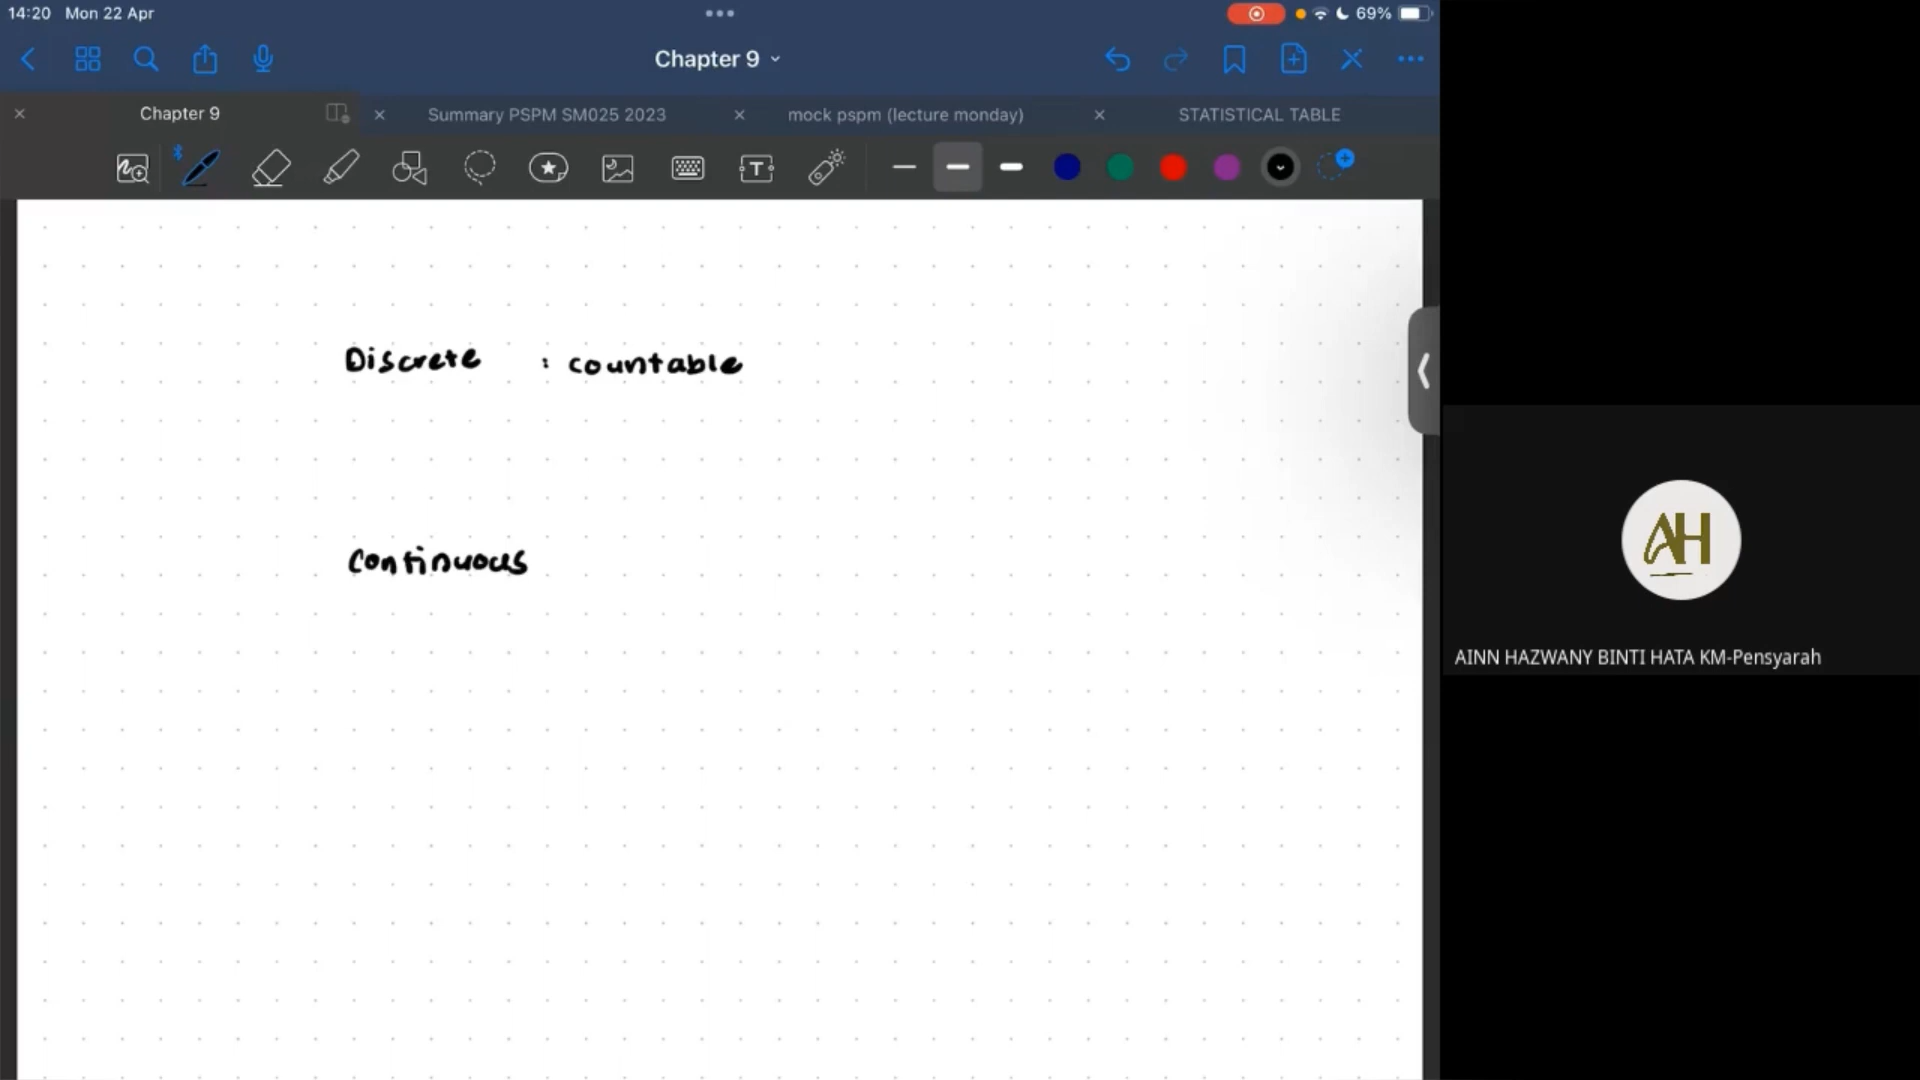 14:20 Mon 22 Apr
69%
Chapter 9
Chapter 9
Summary PSPM SM025 2023
mock pspm (lecture monday)
STATISTICAL TABLE
T
Discrete : countable
Continuous
AH
AINN HAZWANY BINTI HATA KM-Pensyarah